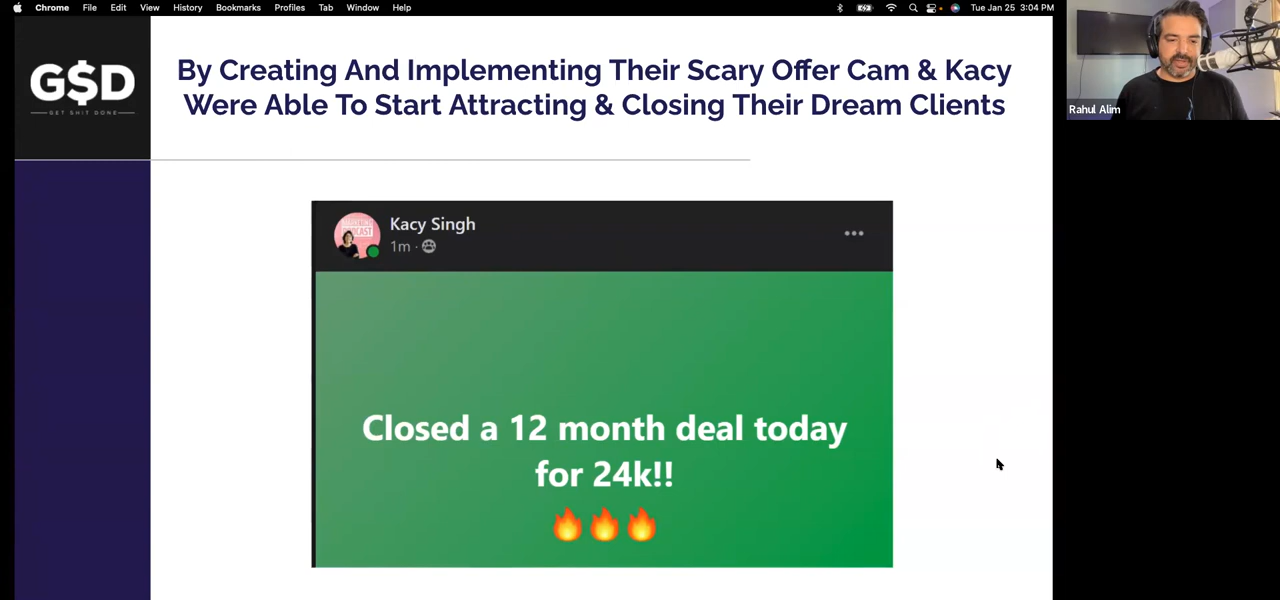 Chrome File Edit View History Bookmarks Profiles Tab Window Help Tue Jan 25 3:04 PM
G$D
GET SHIT DONE
By Creating And Implementing Their Scary Offer Cam & Kacy
Were Able To Start Attracting & Closing Their Dream Clients
Rahul Alim
Kacy Singh
1m ·
Closed a 12 month deal today
for 24k!!
🔥🔥🔥